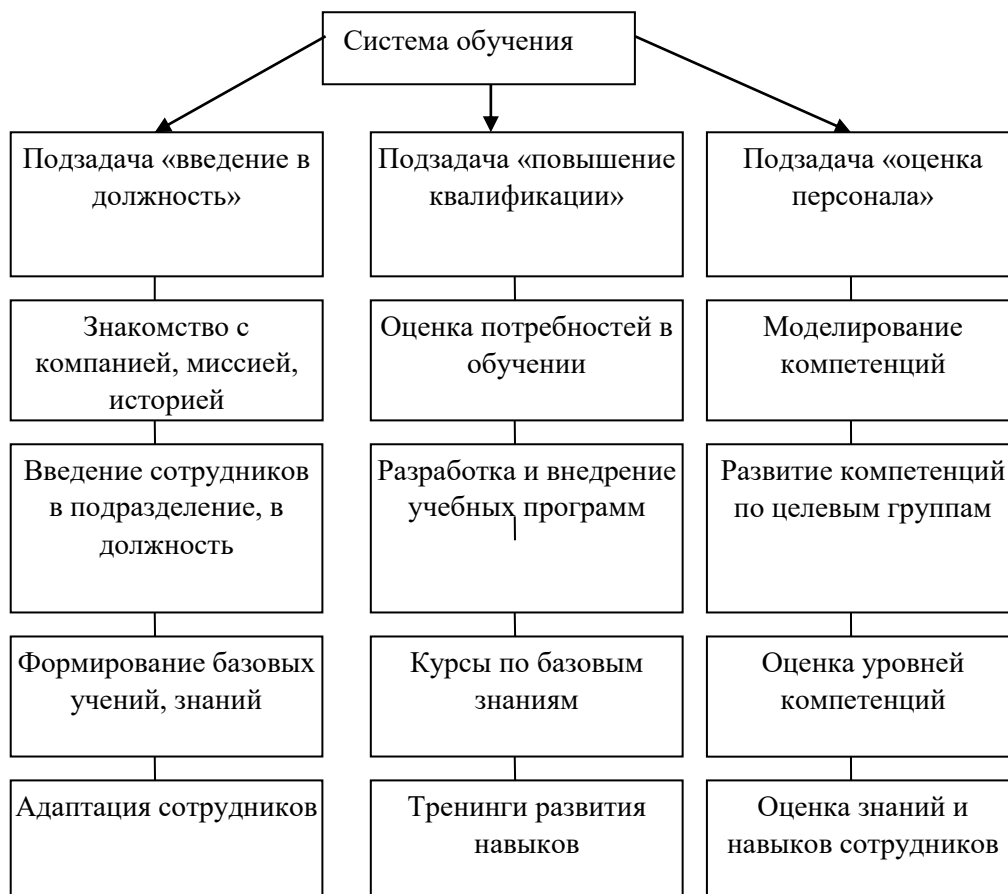 Система обучения
Подзадача «введение в
должность»
Подзадача «повышение
квалификации»
Подзадача «оценка
персонала»
Знакомство с
компанией, миссией,
историей
Оценка потребностей в
обучении
Моделирование
компетенций
Введение сотрудников
в подразделение, в
должность
Разработка и внедрение
учебных программ
Развитие компетенций
по целевым группам
Формирование базовых
учений, знаний
Курсы по базовым
знаниям
Оценка уровней
компетенций
Адаптация сотрудников
Тренинги развития
навыков
Оценка знаний и
навыков сотрудников